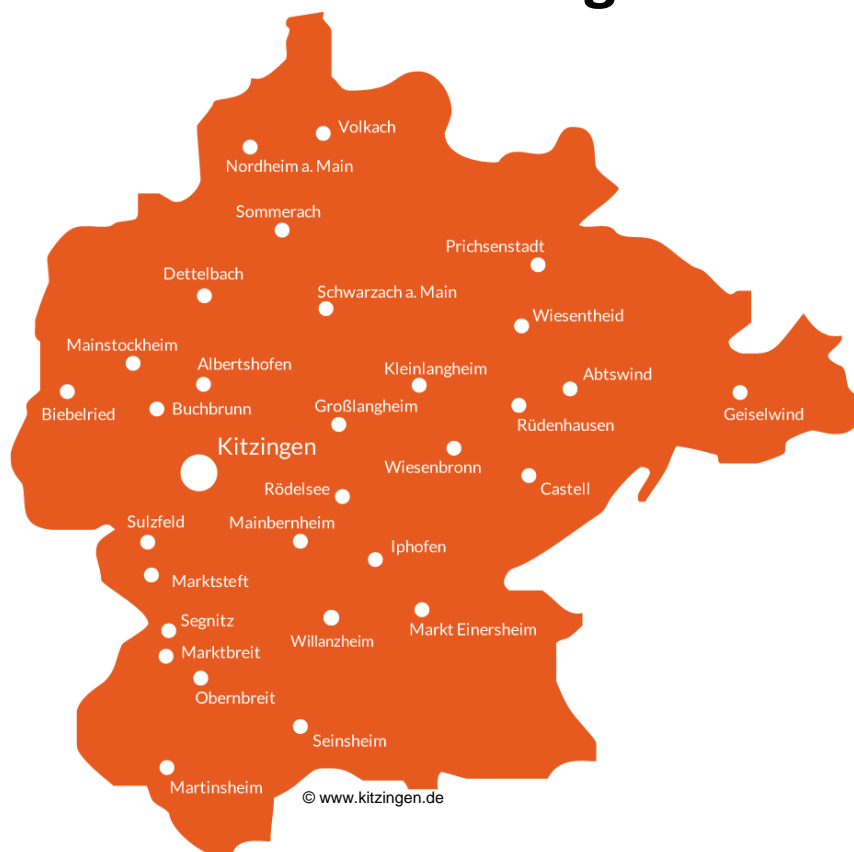 g
Volkach
Nordheim a. Main
Sommerach
Prichsenstadt
Dettelbach
Schwarzach a. Main
Wiesentheid
Mainstockheim
Albertshofen
Kleinlangheim
Abtswind
Biebelried
Buchbrunn
Großlangheim
Rüdenhausen
Geiselwind
Kitzingen
Wiesenbronn
Rödelsee
Castell
Sulzfeld
Mainbernheim
Iphofen
Marktsteft
Segnitz
Willanzheim
Markt Einersheim
Marktbreit
Obernbreit
Seinsheim
Martinsheim
© www.kitzingen.de